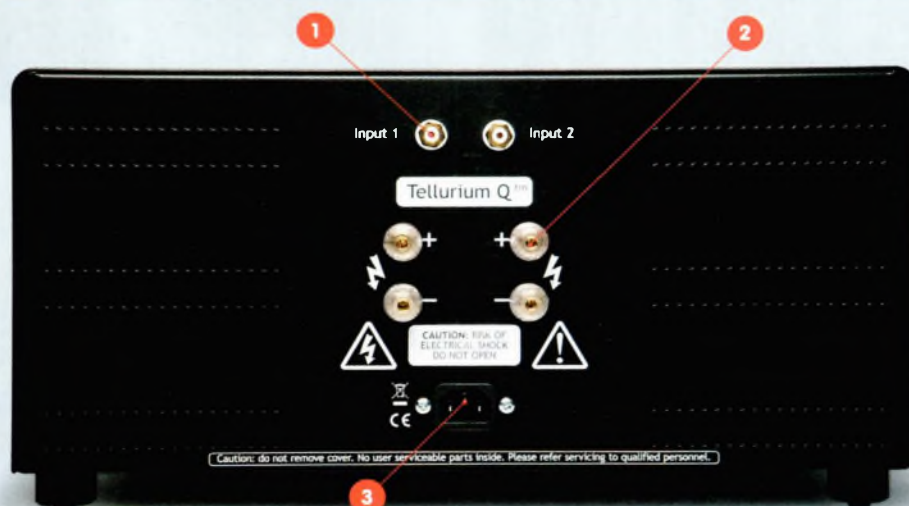 1
2
Input 1
Input 2
Tellurium Q™
+
+
−
−
CAUTION: RISK OF
ELECTRICAL SHOCK
DO NOT OPEN
CE
Caution: do not remove cover. No user serviceable parts inside. Please refer servicing to qualified personnel.
3